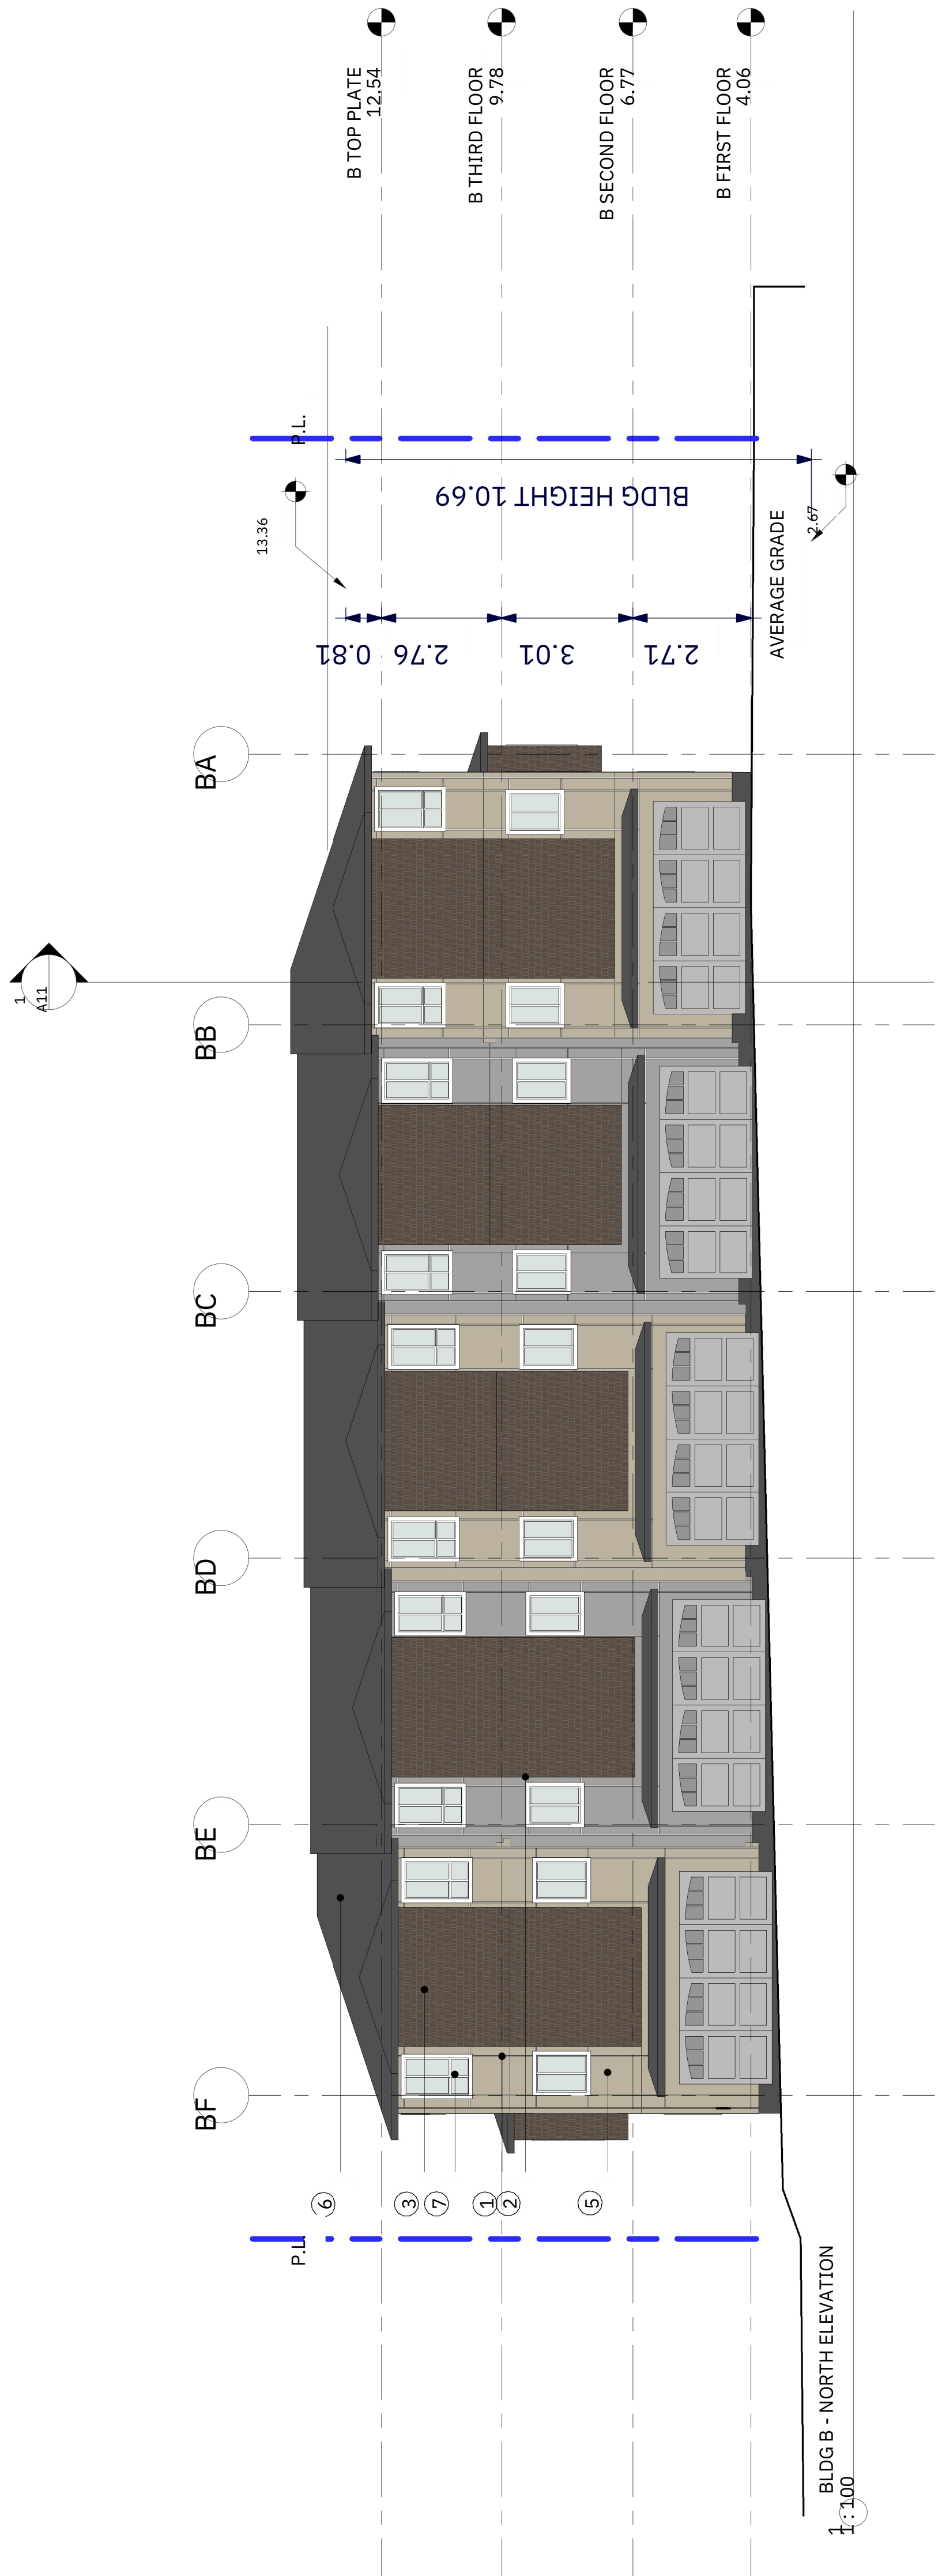 B TOP PLATE
12.54
B THIRD FLOOR
9.78
B SECOND FLOOR
6.77
B FIRST FLOOR
4.06
P.L.
13.36
BLDG HEIGHT 10.69
2.67
AVERAGE GRADE
0.81
2.76
3.01
2.71
BA
1
A11
BB
BC
BD
BE
BF
6
3
7
1
2
5
P.L.
BLDG B - NORTH ELEVATION
1
1 : 100